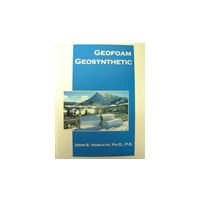 GEOFOAM
GEOSYNTHETIC
JOHN S. HORVATH, PH.D., P.E.